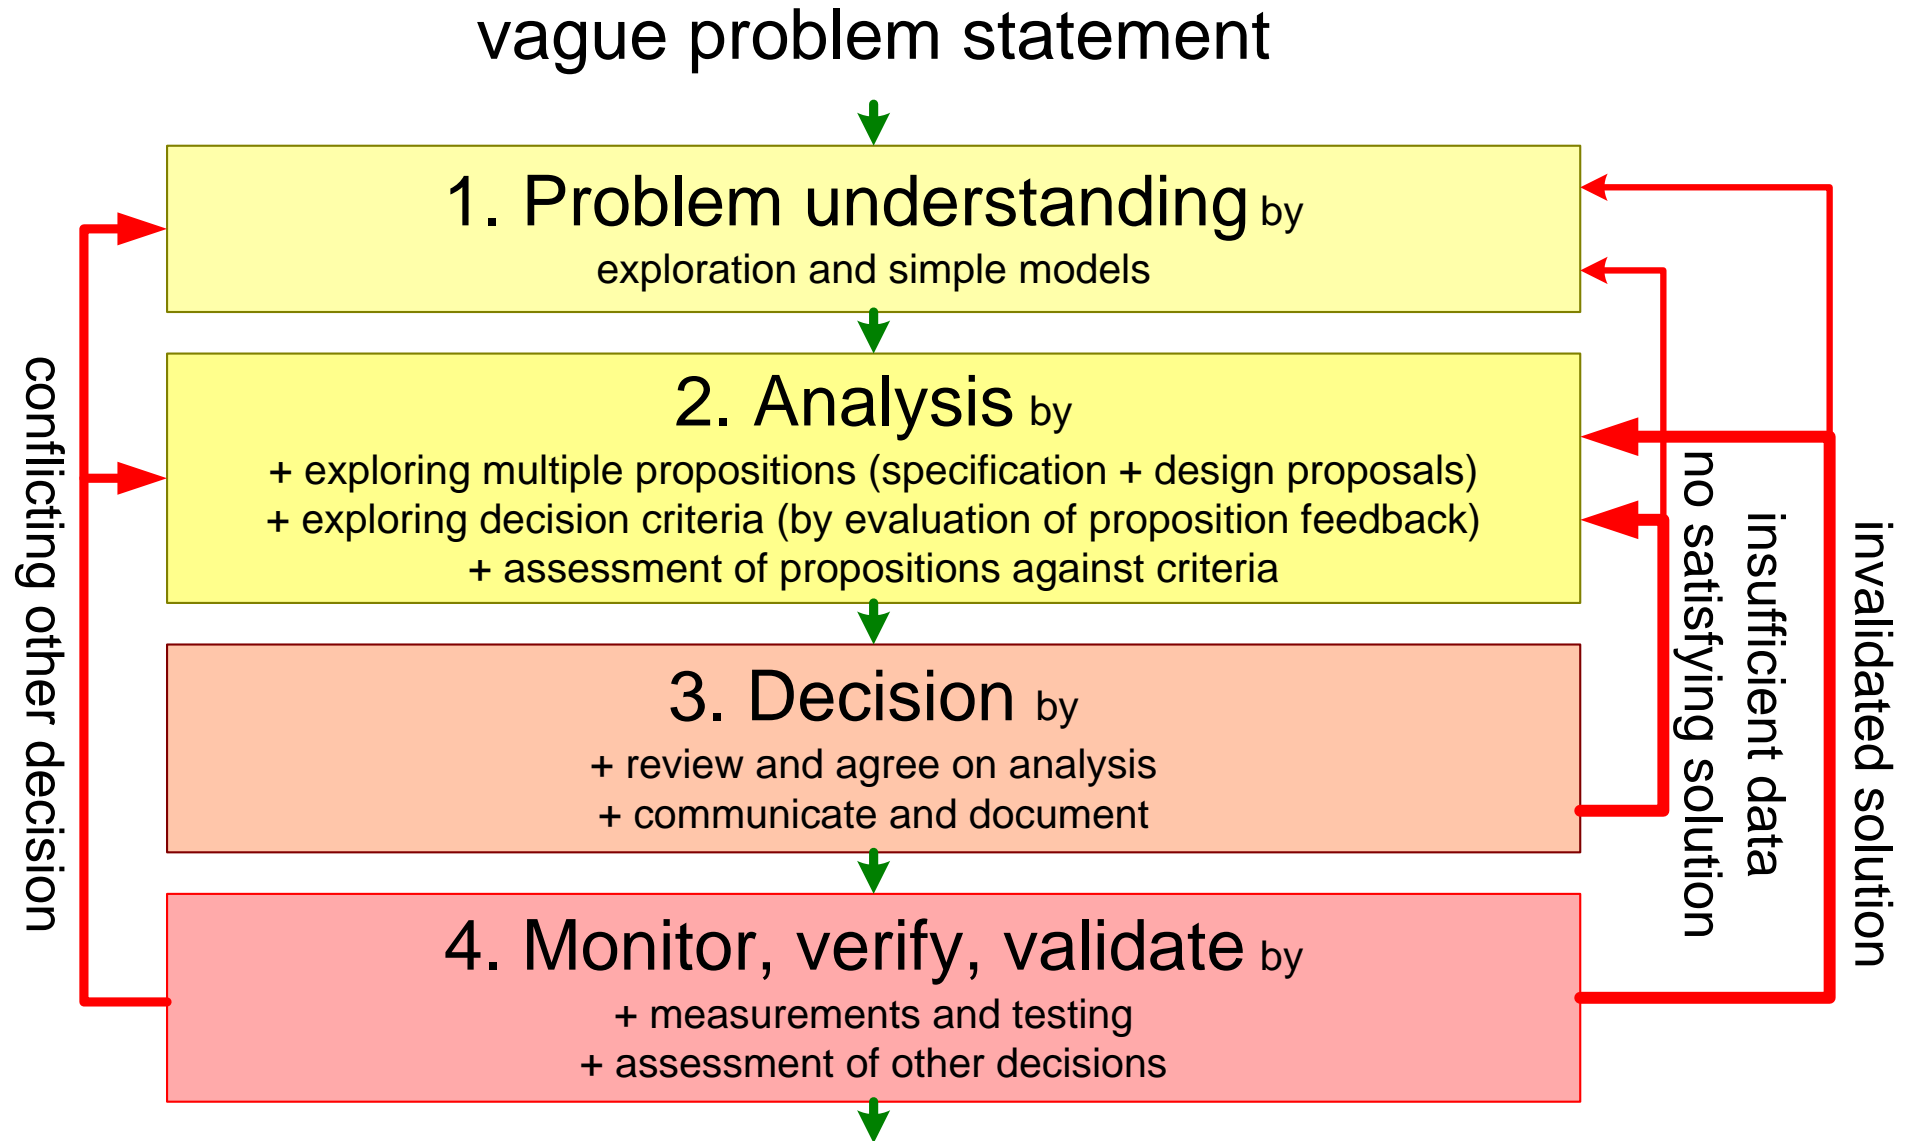 vague problem statement
1. Problem understanding by
exploration and simple models
2. Analysis by
+ exploring multiple propositions (specification + design proposals)
+ exploring decision criteria (by evaluation of proposition feedback)
+ assessment of propositions against criteria
3. Decision by
+ review and agree on analysis
+ communicate and document
4. Monitor, verify, validate by
+ measurements and testing
+ assessment of other decisions
conflicting other decision
insufficient data
no satisfying solution
invalidated solution